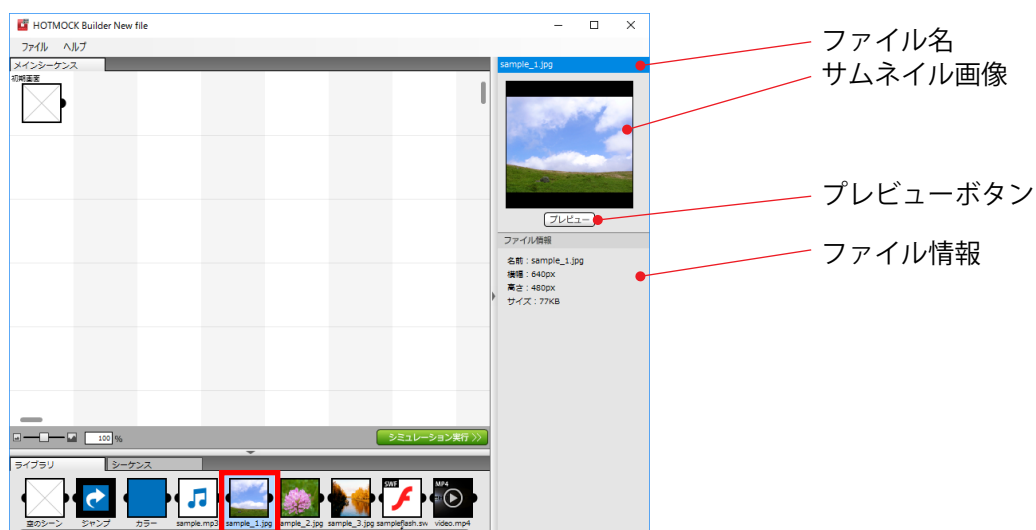 HOTMOCK Builder New file
ファイル ヘルプ
メインシーケンス
初期画面
sample_1.jpg
プレビュー
ファイル情報
名前：sample_1.jpg
横幅：640px
高さ：480px
サイズ：77KB
100 %
シミュレーション実行 >>
ライブラリ シーケンス
SWF MP4
空のシーン ジャンプ カラー sample.mp3 sample_1.jpg sample_2.jpg sample_3.jpg sampleflash.sw video.mp4
ファイル名
サムネイル画像
プレビューボタン
ファイル情報